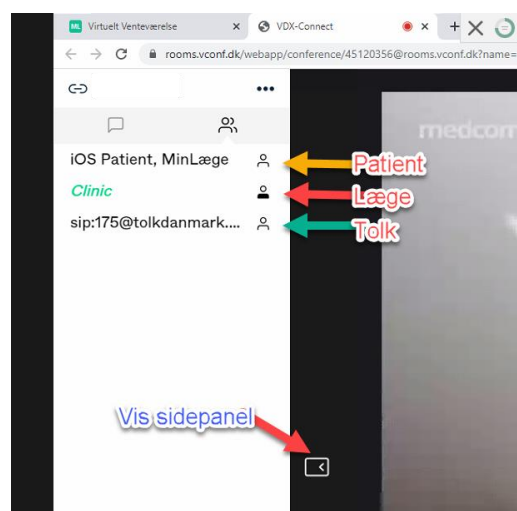 Virtuelt Venteværelse
VDX-Connect
rooms.vconf.dk/webapp/conference/45120356@rooms.vconf.dk?name=
medcom
iOS Patient, MinLæge
Patient
Clinic
Læge
sip:175@tolkdanmark....
Tolk
Vis sidepanel